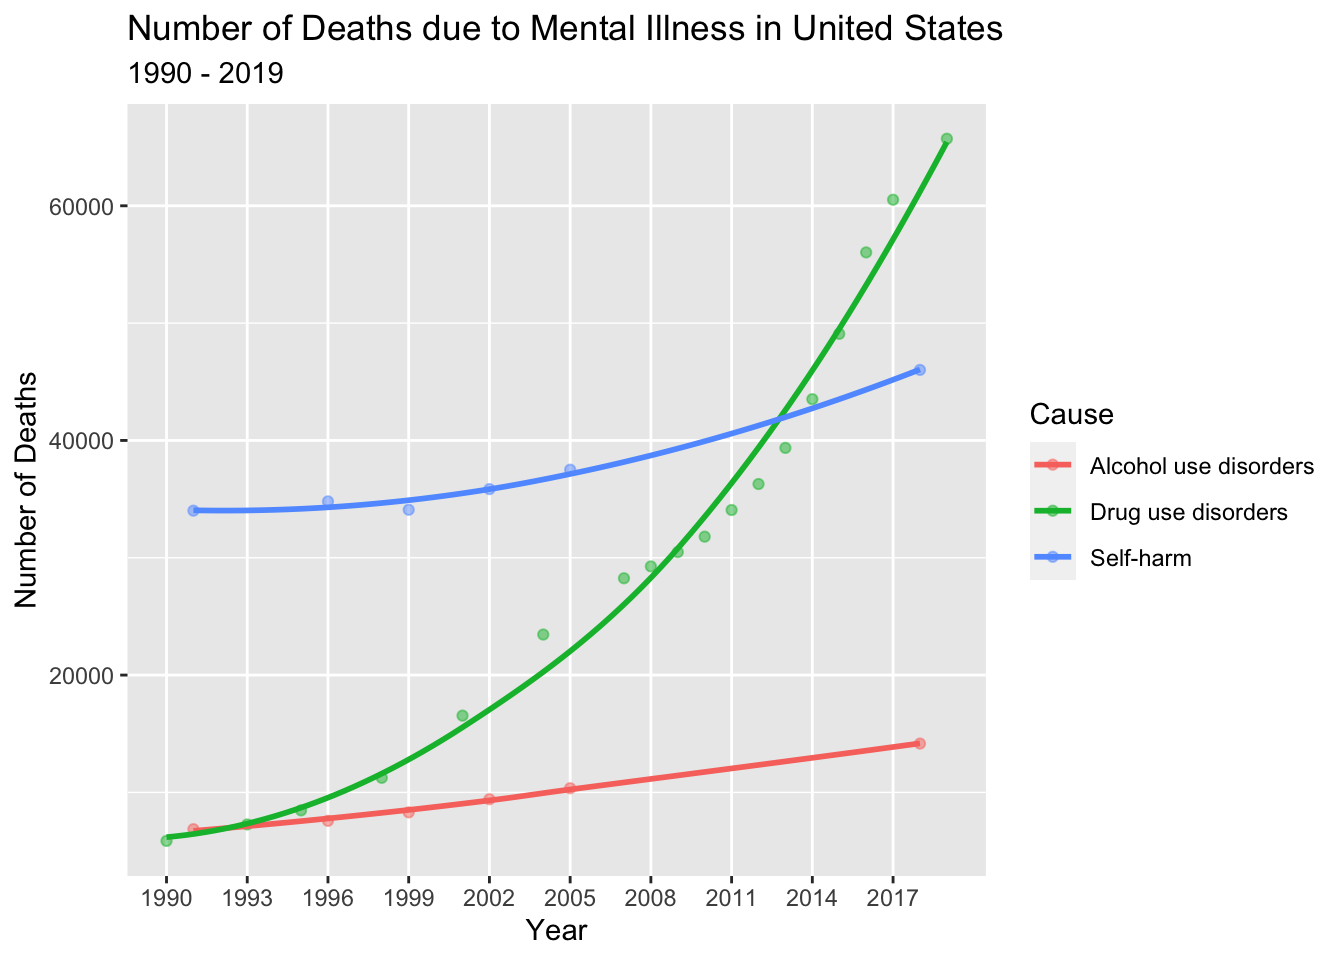 Number of Deaths due to Mental Illness in United States
1990 - 2019
Number of Deaths
60000
40000
20000
1990 1993 1996 1999 2002 2005 2008 2011 2014 2017
Year
Cause
Alcohol use disorders
Drug use disorders
Self-harm